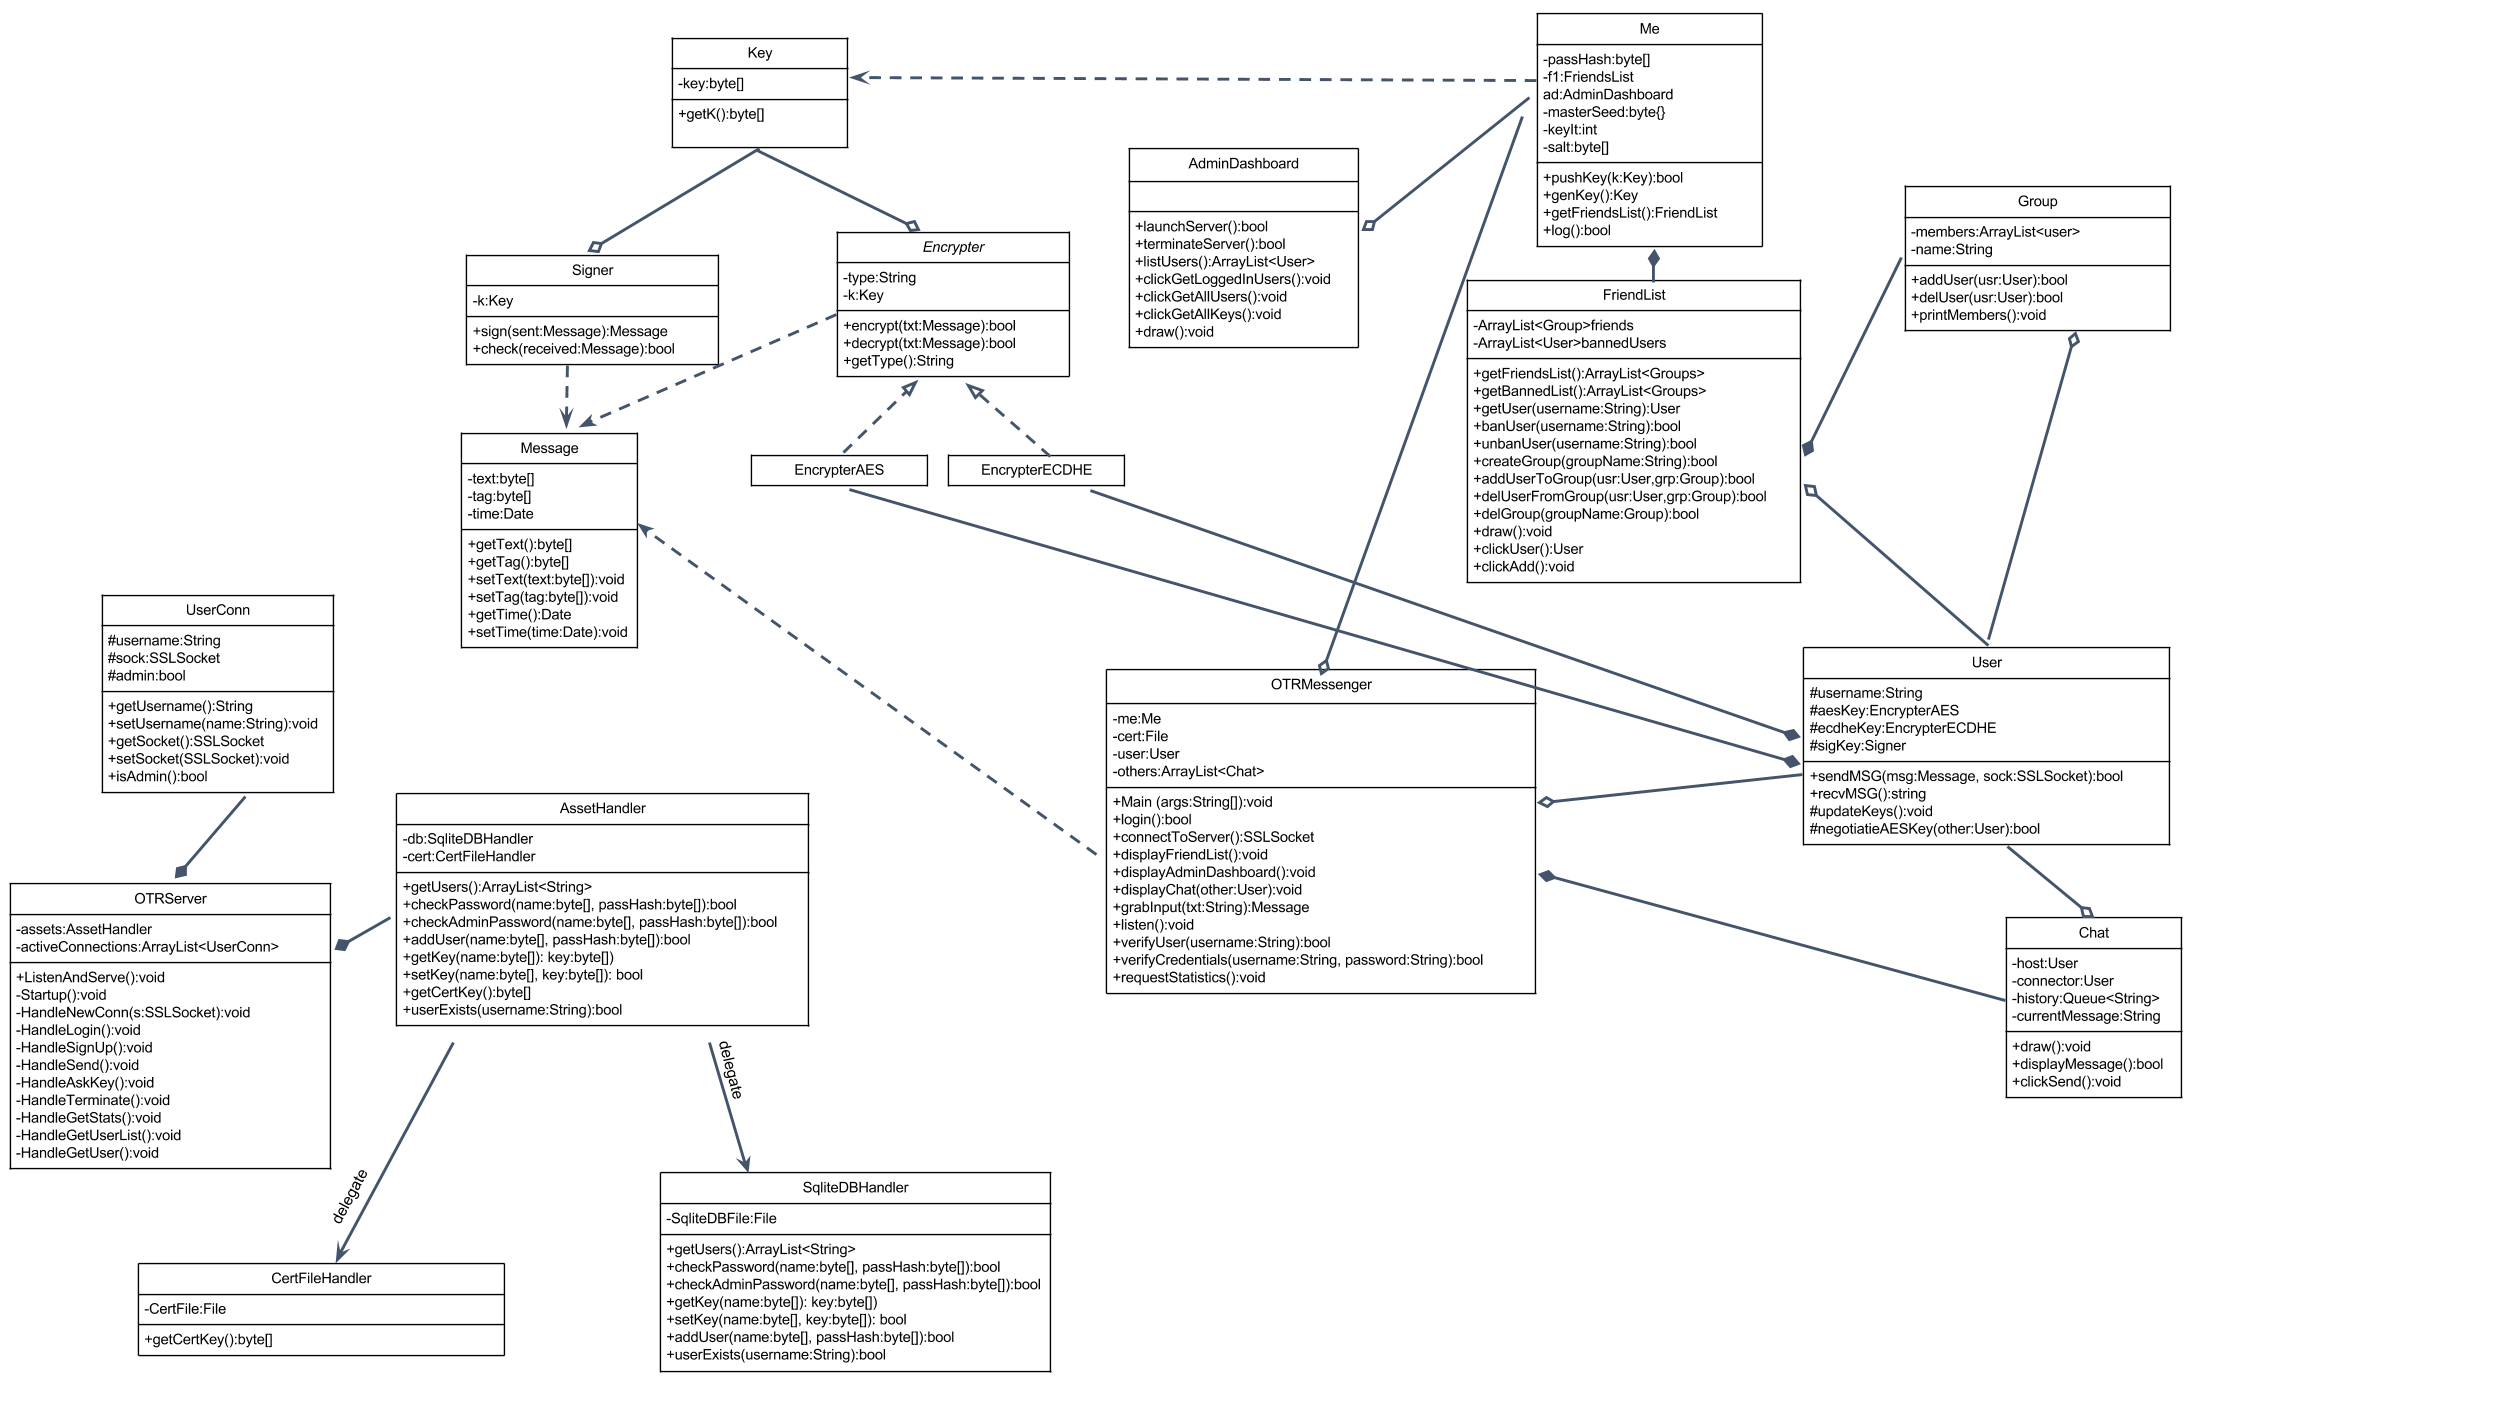 Key
-key:byte[]
+getK():byte[]
Me
-passHash:byte[]
-f1:FriendsList
ad:AdminDashboard
-masterSeed:byte{}
-keyIt:int
-salt:byte[]
+pushKey(k:Key):bool
+genKey():Key
+getFriendsList():FriendList
+log():bool
AdminDashboard
+launchServer():bool
+terminateServer():bool
+listUsers():ArrayList<User>
+clickGetLoggedInUsers():void
+clickGetAllUsers():void
+clickGetAllKeys():void
+draw():void
Group
-members:ArrayList<user>
-name:String
+addUser(usr:User):bool
+delUser(usr:User):bool
+printMembers():void
Signer
-k:Key
+sign(sent:Message):Message
+check(received:Message):bool
Encrypter
-type:String
-k:Key
+encrypt(txt:Message):bool
+decrypt(txt:Message):bool
+getType():String
FriendList
-ArrayList<Group>friends
-ArrayList<User>bannedUsers
+getFriendsList():ArrayList<Groups>
+getBannedList():ArrayList<Groups>
+getUser(username:String):User
+banUser(username:String):bool
+unbanUser(username:String):bool
+createGroup(groupName:String):bool
+addUserToGroup(usr:User,grp:Group):bool
+delUserFromGroup(usr:User,grp:Group):bool
+delGroup(groupName:Group):bool
+draw():void
+clickUser():User
+clickAdd():void
Message
-text:byte[]
-tag:byte[]
-time:Date
+getText():byte[]
+getTag():byte[]
+setText(text:byte[]):void
+setTag(tag:byte[]):void
+getTime():Date
+setTime(time:Date):void
EncrypterAES
EncrypterECDHE
UserConn
#username:String
#sock:SSLSocket
#admin:bool
+getUsername():String
+setUsername(name:String):void
+getSocket():SSLSocket
+setSocket(SSLSocket):void
+isAdmin():bool
OTRMessenger
-me:Me
-cert:File
-user:User
-others:ArrayList<Chat>
+Main (args:String[]):void
+login():bool
+connectToServer():SSLSocket
+displayFriendList():void
+displayAdminDashboard():void
+displayChat(other:User):void
+grabInput(txt:String):Message
+listen():void
+verifyUser(username:String):bool
+verifyCredentials(username:String, password:String):bool
+requestStatistics():void
User
#username:String
#aesKey:EncrypterAES
#ecdheKey:EncrypterECDHE
#sigKey:Signer
+sendMSG(msg:Message, sock:SSLSocket):bool
+recvMSG():string
#updateKeys():void
#negotiatieAESKey(other:User):bool
AssetHandler
-db:SqliteDBHandler
-cert:CertFileHandler
+getUsers():ArrayList<String>
+checkPassword(name:byte[], passHash:byte[]):bool
+checkAdminPassword(name:byte[], passHash:byte[]):bool
+addUser(name:byte[], passHash:byte[]):bool
+getKey(name:byte[]): key:byte[])
+setKey(name:byte[], key:byte[]): bool
+getCertKey():byte[]
+userExists(username:String):bool
OTRServer
-assets:AssetHandler
-activeConnections:ArrayList<UserConn>
+ListenAndServe():void
-Startup():void
-HandleNewConn(s:SSLSocket):void
-HandleLogin():void
-HandleSignUp():void
-HandleSend():void
-HandleAskKey():void
-HandleTerminate():void
-HandleGetStats():void
-HandleGetUserList():void
-HandleGetUser():void
Chat
-host:User
-connector:User
-history:Queue<String>
-currentMessage:String
+draw():void
+displayMessage():bool
+clickSend():void
delegate
delegate
SqliteDBHandler
-SqliteDBFile:File
+getUsers():ArrayList<String>
+checkPassword(name:byte[], passHash:byte[]):bool
+checkAdminPassword(name:byte[], passHash:byte[]):bool
+getKey(name:byte[]): key:byte[])
+setKey(name:byte[], key:byte[]): bool
+addUser(name:byte[], passHash:byte[]):bool
+userExists(username:String):bool
CertFileHandler
-CertFile:File
+getCertKey():byte[]